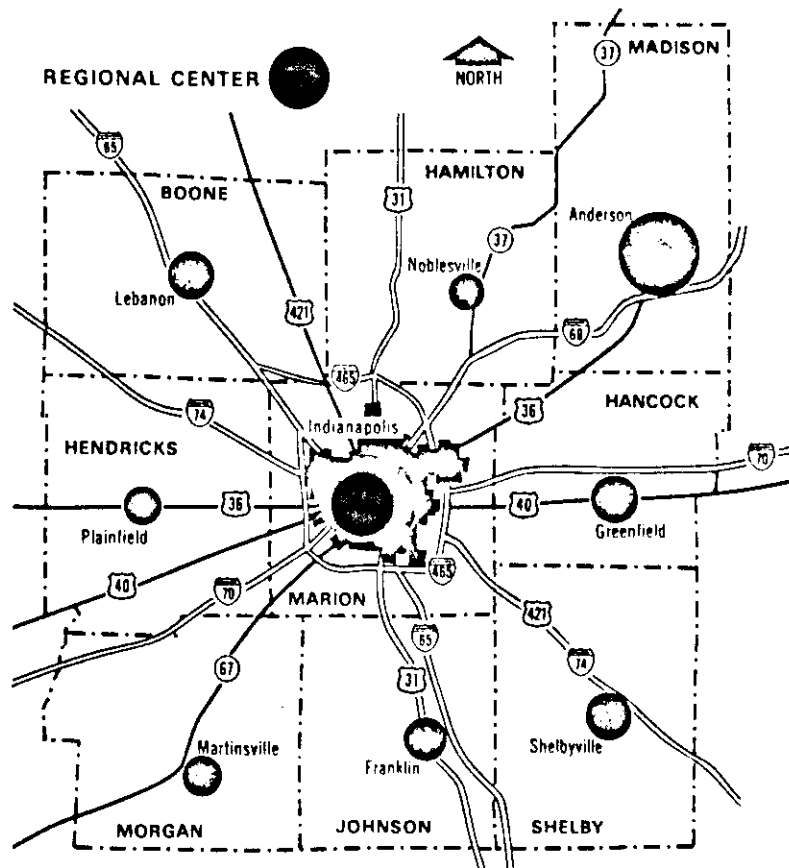 37
MADISON
REGIONAL CENTER
NORTH
65
BOONE
31
HAMILTON
Anderson
37
Noblesville
Lebanon
421
69
465
74
36
HANCOCK
Indianapolis
HENDRICKS
70
36
40
Plainfield
Greenfield
40
465
70
MARION
421
65
67
31
74
Martinsville
Franklin
Shelbyville
MORGAN
JOHNSON
SHELBY